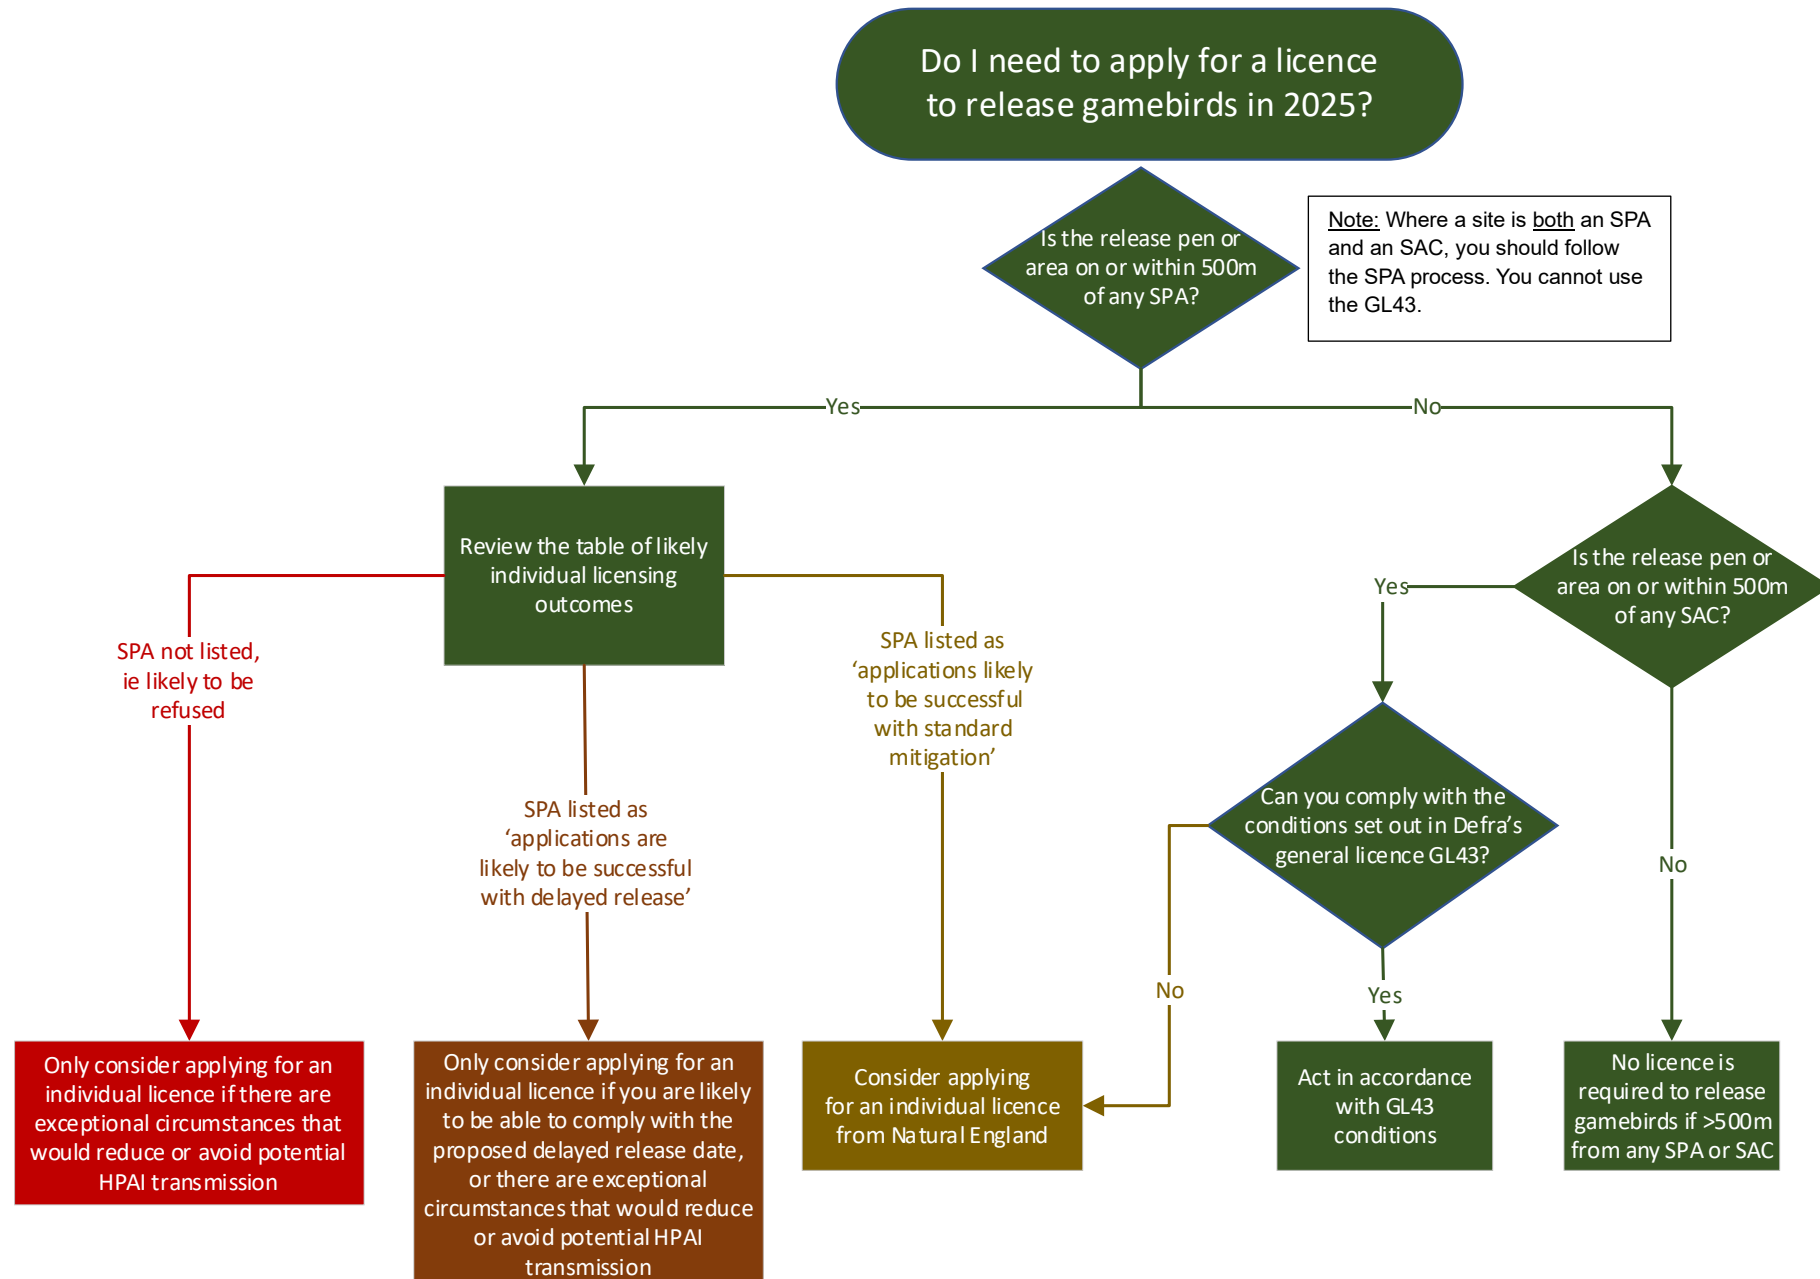 Do I need to apply for a licence
to release gamebirds in 2025?
Is the release pen or
area on or within 500m
of any SPA?
Note: Where a site is both an SPA
and an SAC, you should follow
the SPA process. You cannot use
the GL43.
Yes
No
Review the table of likely
individual licensing
outcomes
Is the release pen or
area on or within 500m
of any SAC?
Yes
SPA not listed,
ie likely to be
refused
SPA listed as
‘applications are
likely to be successful
with delayed release’
SPA listed as
‘applications likely
to be successful
with standard
mitigation’
Can you comply with the
conditions set out in Defra’s
general licence GL43?
No
No
Yes
Only consider applying for an
individual licence if there are
exceptional circumstances that
would reduce or avoid potential
HPAI transmission
Only consider applying for an
individual licence if you are likely
to be able to comply with the
proposed delayed release date,
or there are exceptional
circumstances that would reduce
or avoid potential HPAI
transmission
Consider applying
for an individual licence
from Natural England
Act in accordance
with GL43
conditions
No licence is
required to release
gamebirds if >500m
from any SPA or SAC